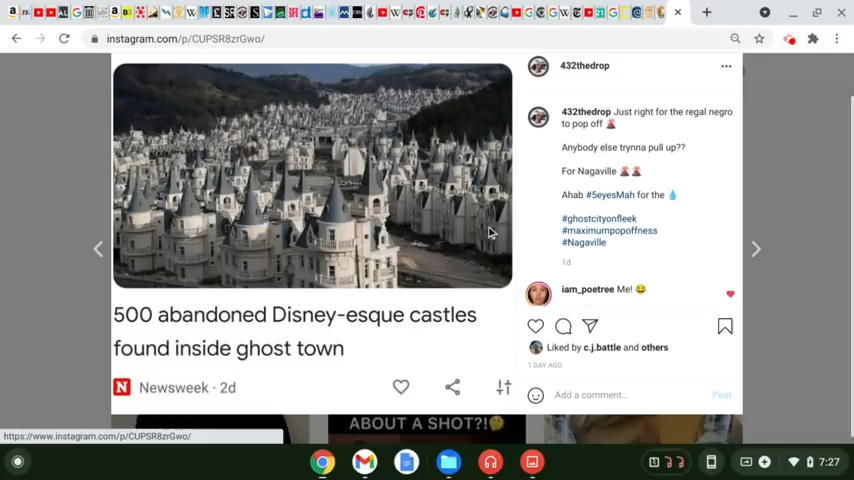 instagram.com/p/CUPSR8zrGwo/
432thedrop
432thedrop Just right for the regal negro
to pop off 🌋
Anybody else trynna pull up??
For Nagaville 🌋🌋
Ahab #5eyesMah for the 💧
#ghostcityonfleek
#maximumpopoffness
#Nagaville
1d
iam_poetree Me! 😂
500 abandoned Disney-esque castles
found inside ghost town
N Newsweek · 2d
Liked by c.j.battle and others
1 DAY AGO
Add a comment... Post
ABOUT A SHOT?!🤔
https://www.instagram.com/p/CUPSR8zrGwo/
7:27